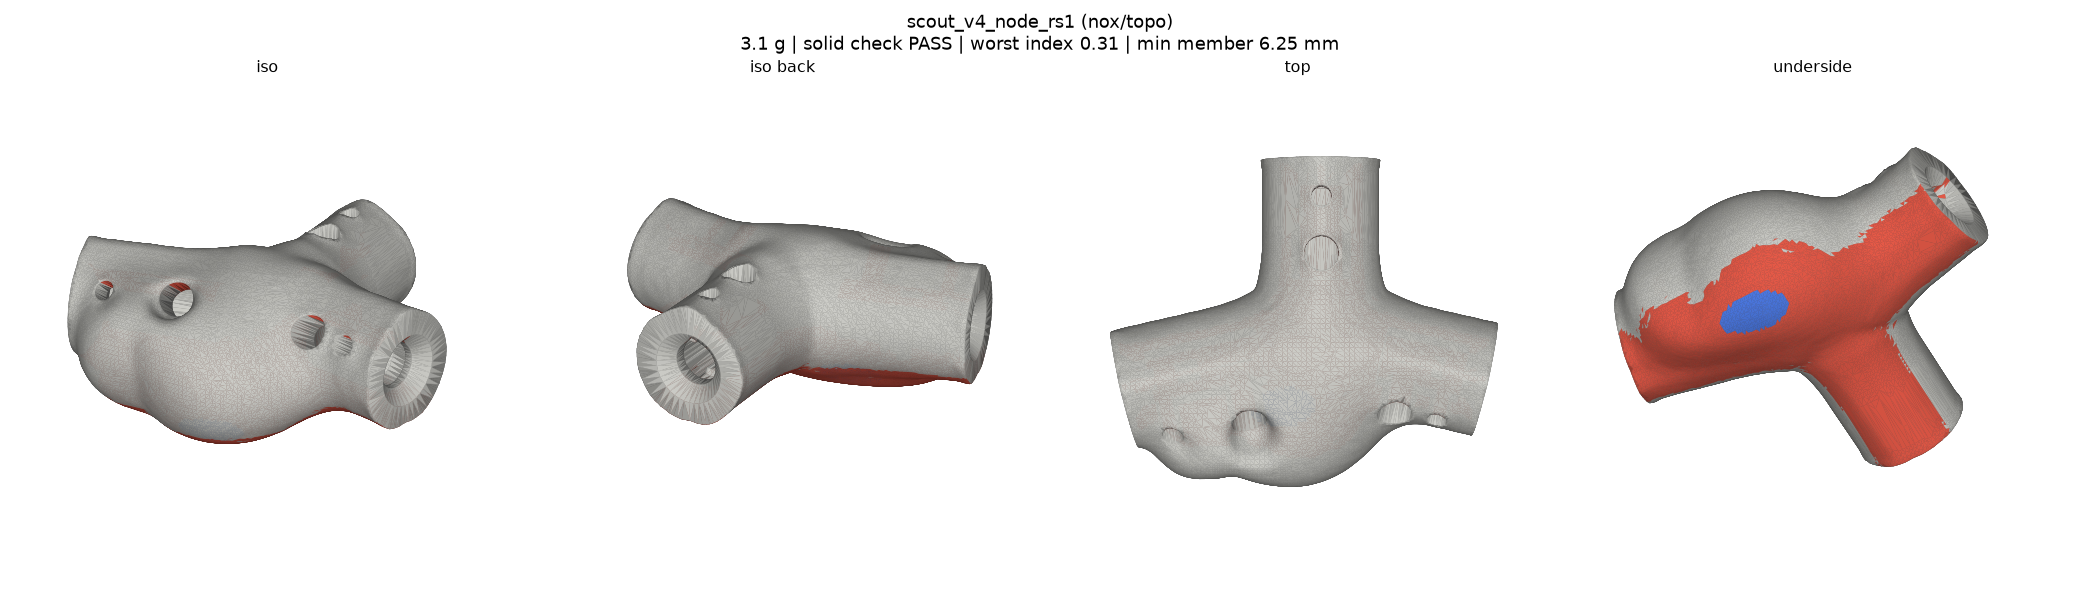 scout_v4_node_rs1 (nox/topo)
3.1 g | solid check PASS | worst index 0.31 | min member 6.25 mm
iso
iso back
top
underside